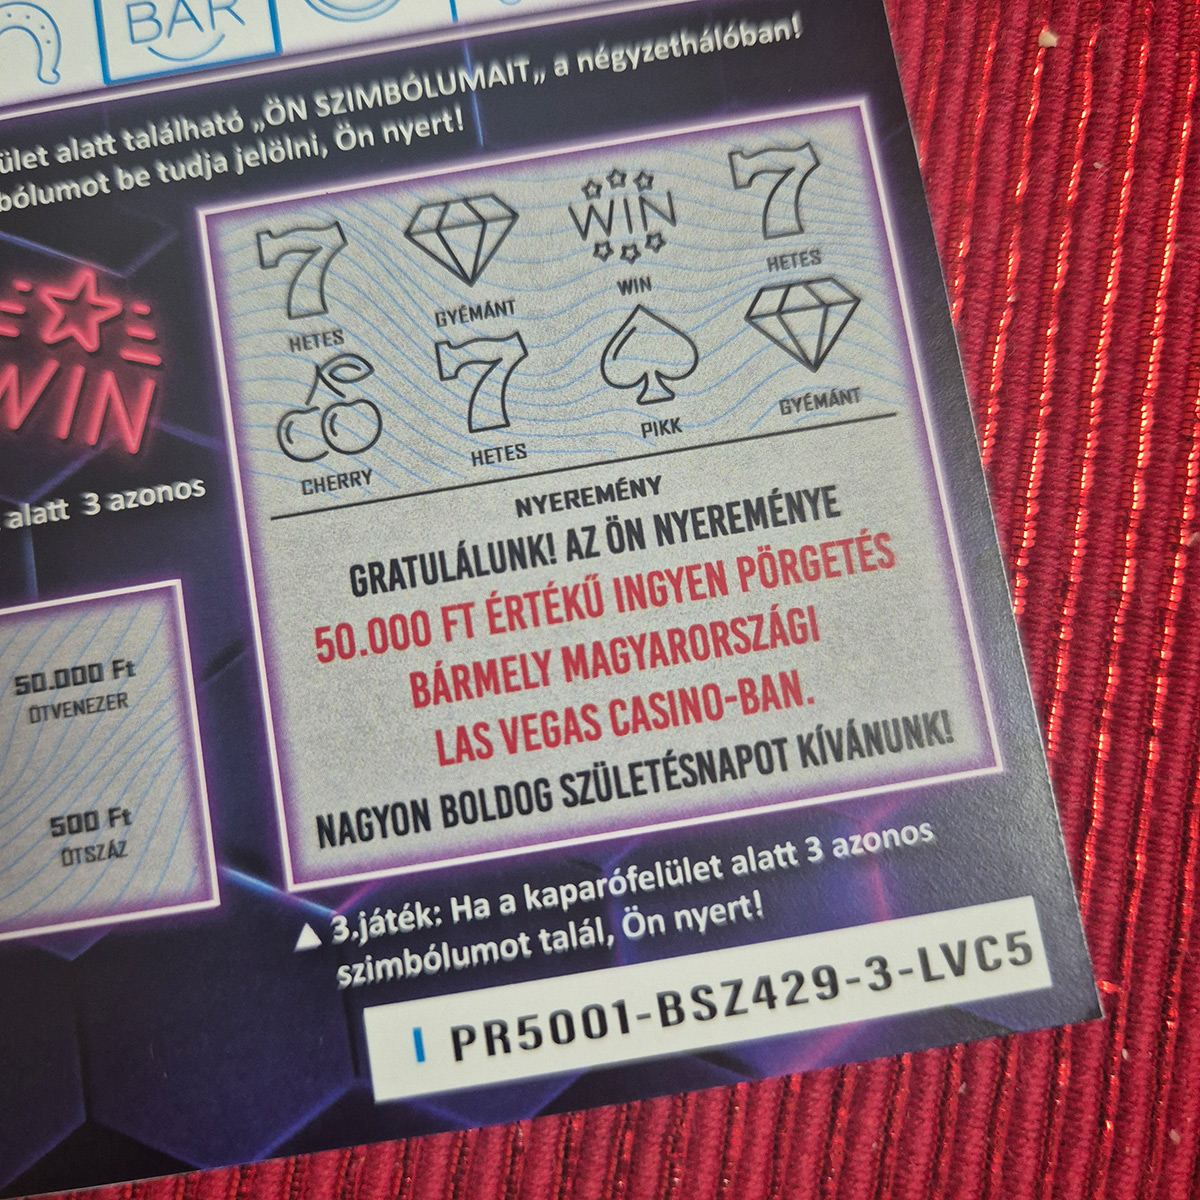 BAR
ület alatt található „ÖN SZIMBÓLUMAIT„ a négyzethálóban!
bólumot be tudja jelölni, Ön nyert!
WIN
HETES
GYÉMÁNT
WIN
HETES
CHERRY
HETES
PIKK
GYÉMÁNT
WIN
alatt 3 azonos
NYEREMÉNY
GRATULÁLUNK! AZ ÖN NYEREMÉNYE
50.000 FT ÉRTÉKŰ INGYEN PÖRGETÉS
BÁRMELY MAGYARORSZÁGI
LAS VEGAS CASINO-BAN.
NAGYON BOLDOG SZÜLETÉSNAPOT KÍVÁNUNK!
50.000 Ft
ÖTVENEZER
500 Ft
ÖTSZÁZ
▲ 3.játék: Ha a kaparófelület alatt 3 azonos
szimbólumot talál, Ön nyert!
PR5001-BSZ429-3-LVC5